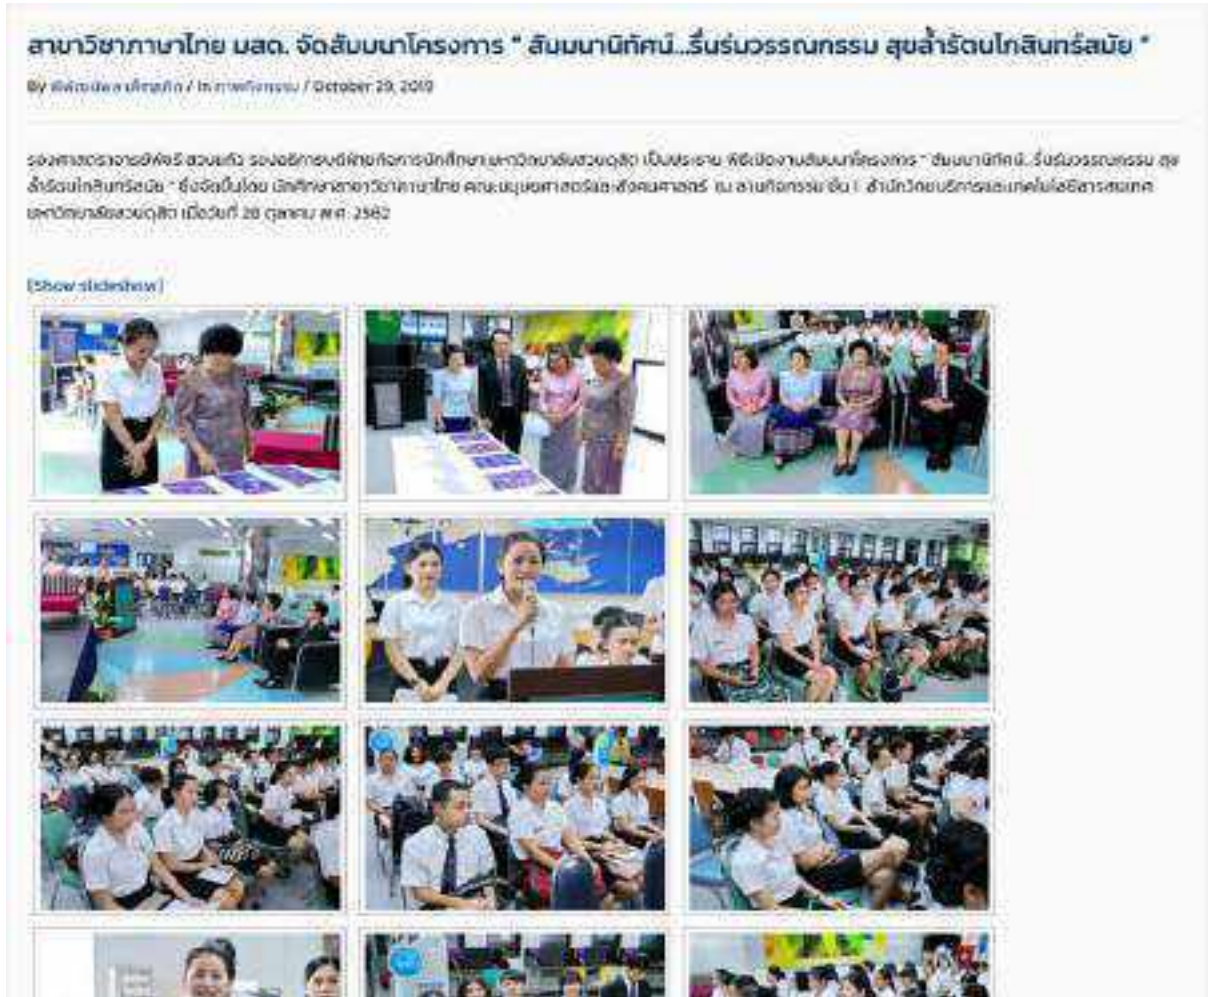 สาขาวิชาภาษาไทย มสด. จัดสัมมนาโครงการ " สัมมนานิทัศน์...รื่นร่มวรรณกรรม สุขล้ำรัตนโกสินทร์สมัย "
By / In ภาพกิจกรรม / October 29, 2019
รองศาสตราจารย์พัชรี สวนแก้ว รองอธิการบดีฝ่ายกิจการนักศึกษา มหาวิทยาลัยสวนดุสิต เป็นประธาน พิธีเปิดงานสัมมนาโครงการ " สัมมนานิทัศน์...รื่นร่มวรรณกรรม สุข
ล้ำรัตนโกสินทร์สมัย " ซึ่งจัดขึ้นโดย นักศึกษาสาขาวิชาภาษาไทย คณะมนุษยศาสตร์และสังคมศาสตร์ ณ ลานกิจกรรม ชั้น 1 สำนักวิทยบริการและเทคโนโลยีสารสนเทศ
มหาวิทยาลัยสวนดุสิต เมื่อวันที่ 28 ตุลาคม พ.ศ. 2562
[Show slideshow]